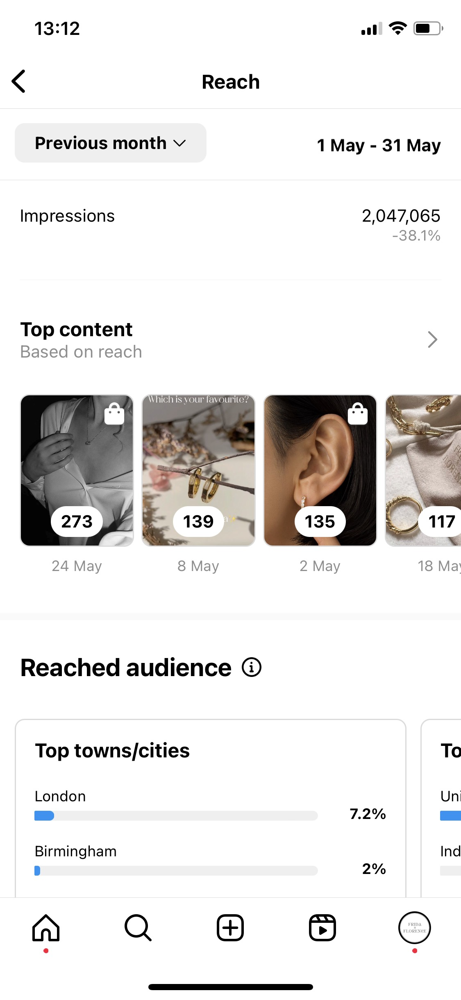 13:12
Reach
Previous month
1 May - 31 May
Impressions
2,047,065
-38.1%
Top content
Based on reach
Which is your favourite?
273
139
135
117
24 May
8 May
2 May
18 May
Reached audience
Top towns/cities
London
7.2%
Birmingham
2%
To
Uni
Ind
FRIDA
&
FLORENCE